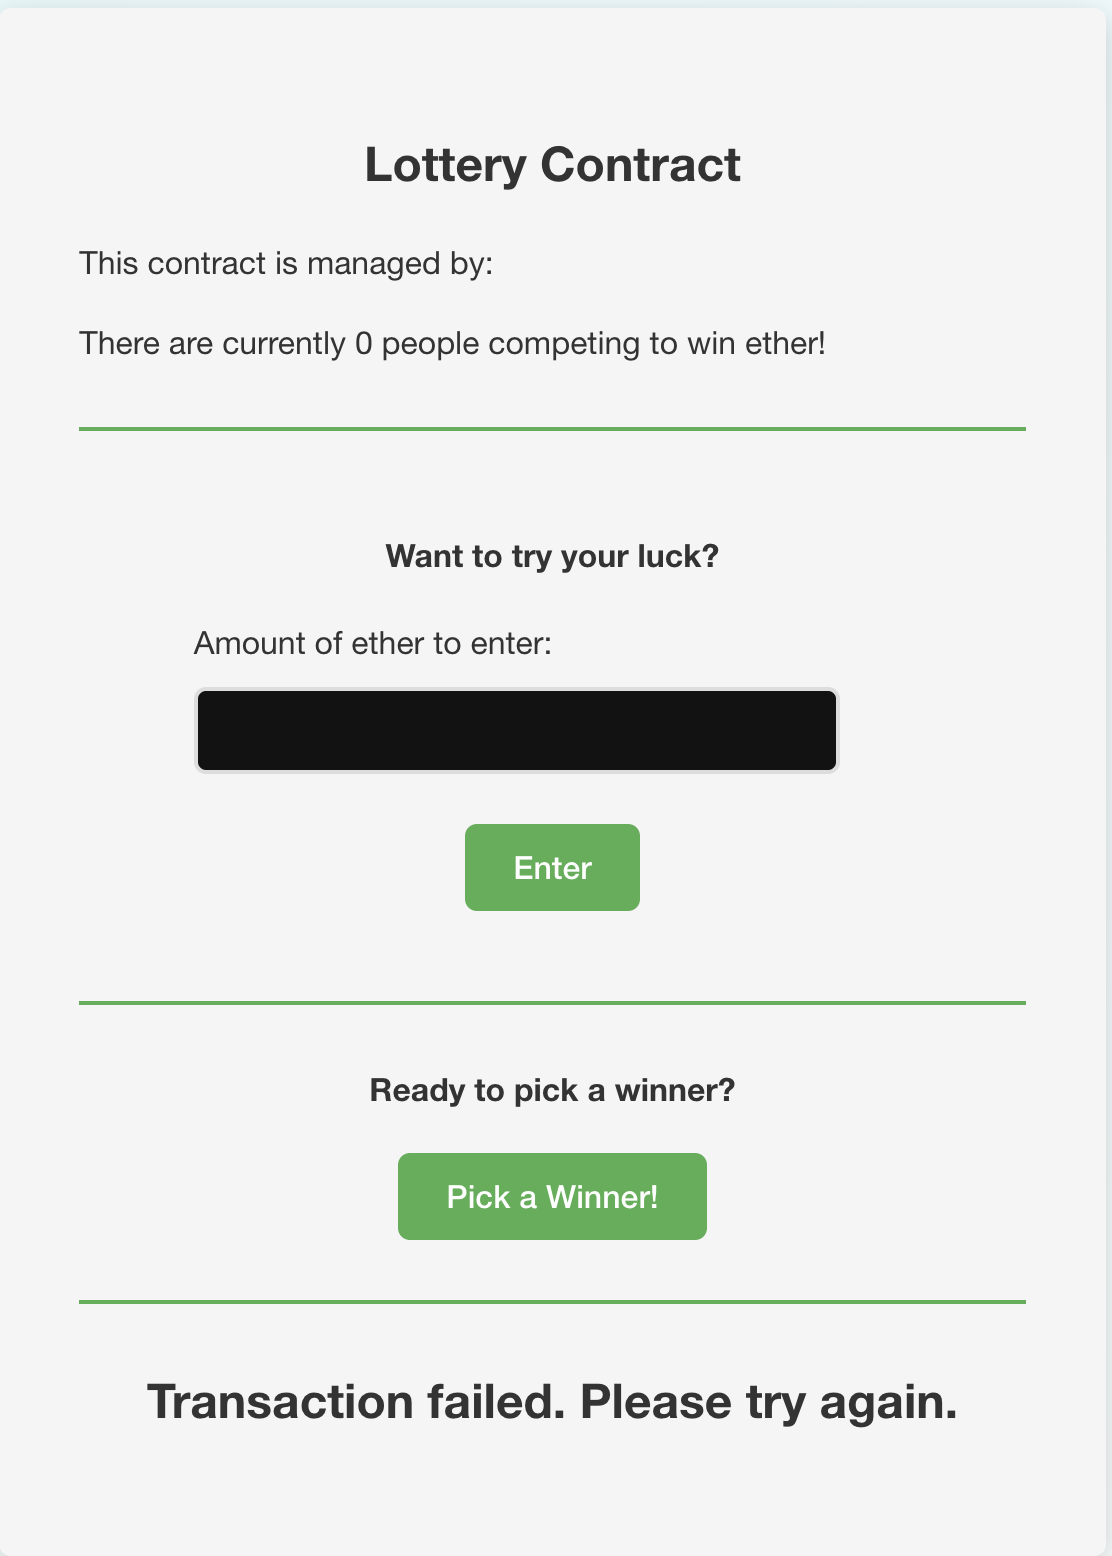 Lottery Contract
This contract is managed by:
There are currently 0 people competing to win ether!
Want to try your luck?
Amount of ether to enter:
Enter
Ready to pick a winner?
Pick a Winner!
Transaction failed. Please try again.